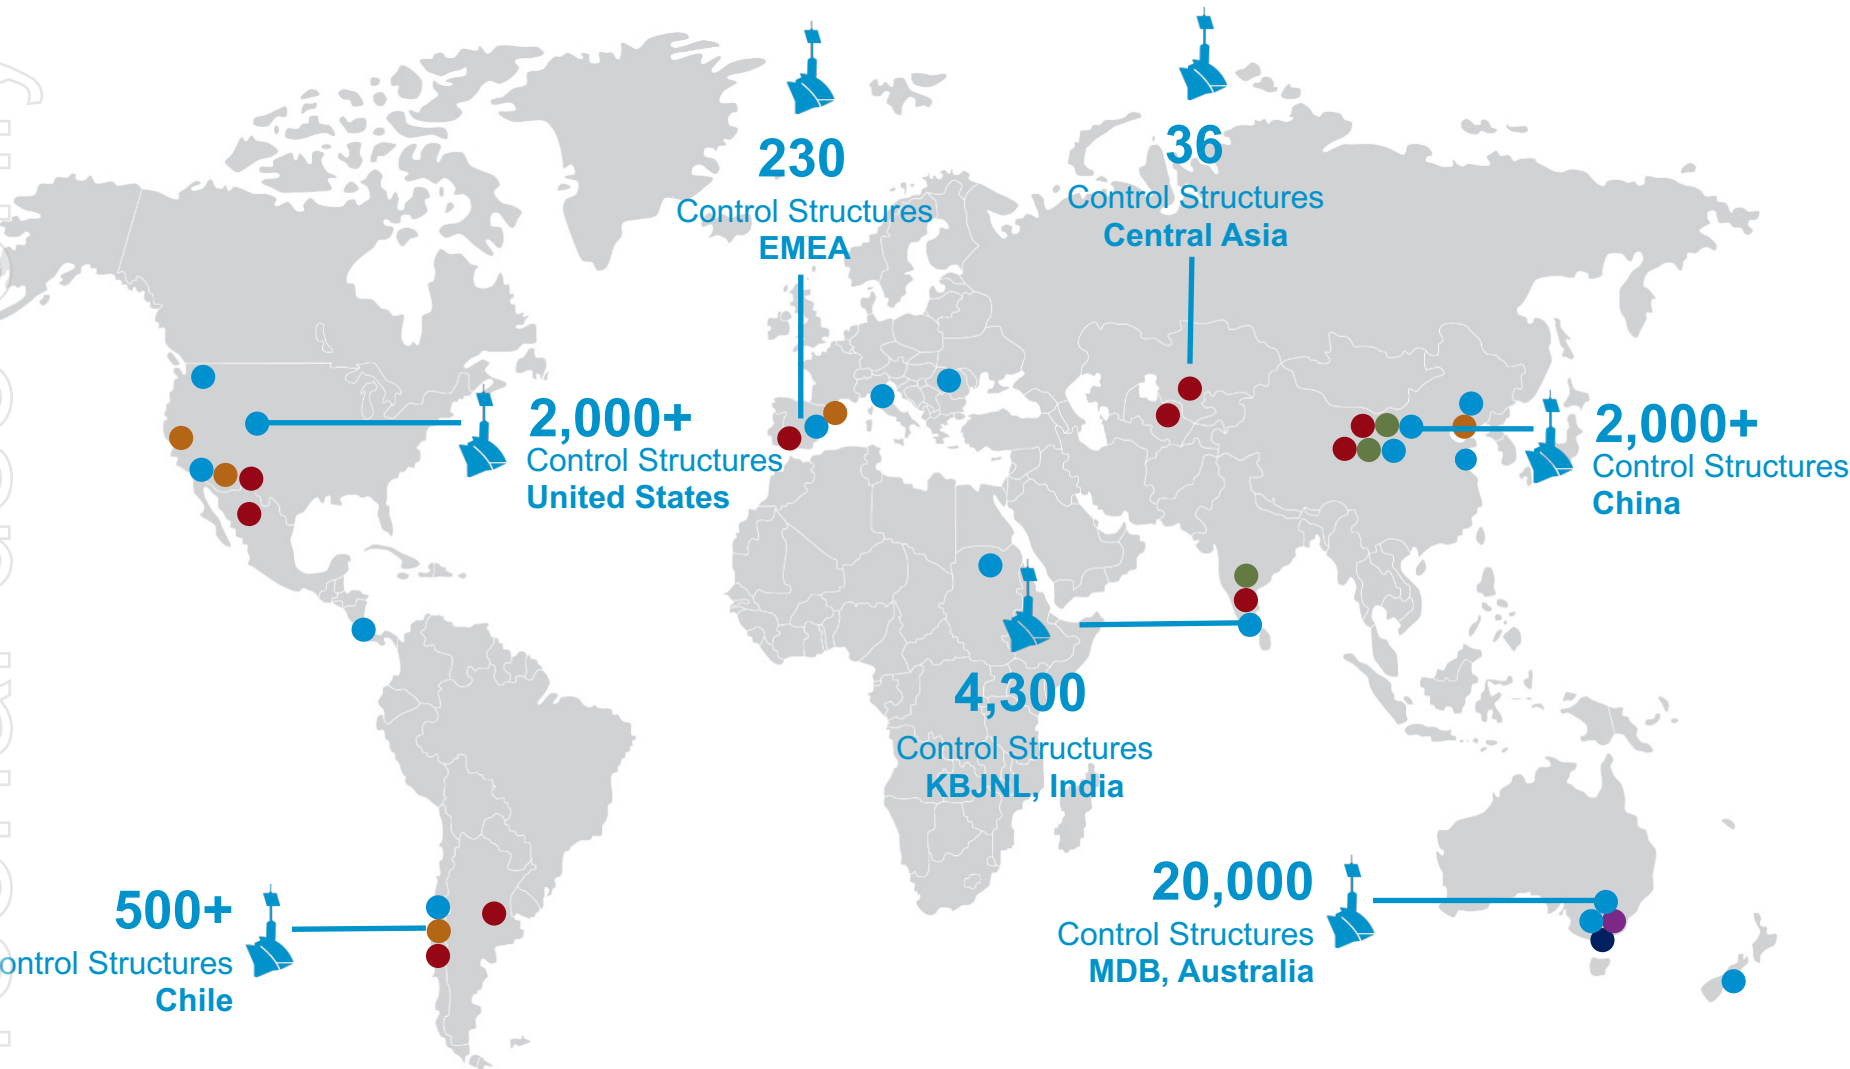 230
Control Structures
EMEA
36
Control Structures
Central Asia
2,000+
Control Structures
United States
2,000+
Control Structures
China
4,300
Control Structures
KBJNL, India
500+
ontrol Structures
Chile
20,000
Control Structures
MDB, Australia